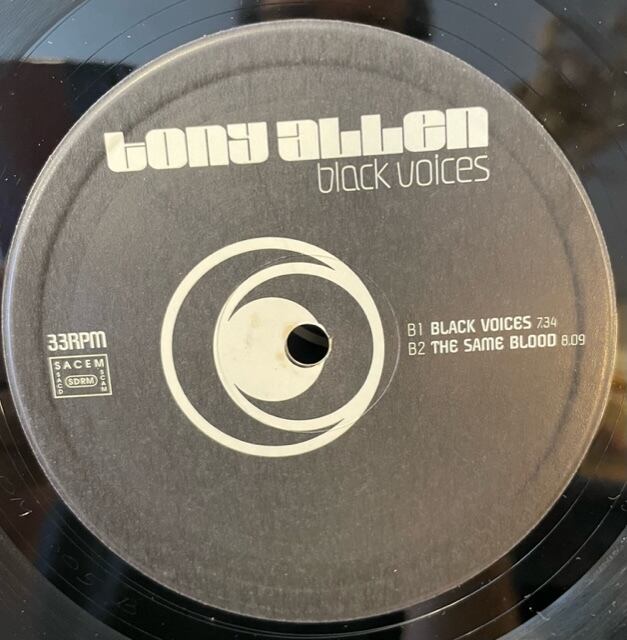 tony allen
black voices
33RPM
SACEM
SACD
SDRM
SCAM
B1 BLACK VOICES 7.34
B2 THE SAME BLOOD 8.09